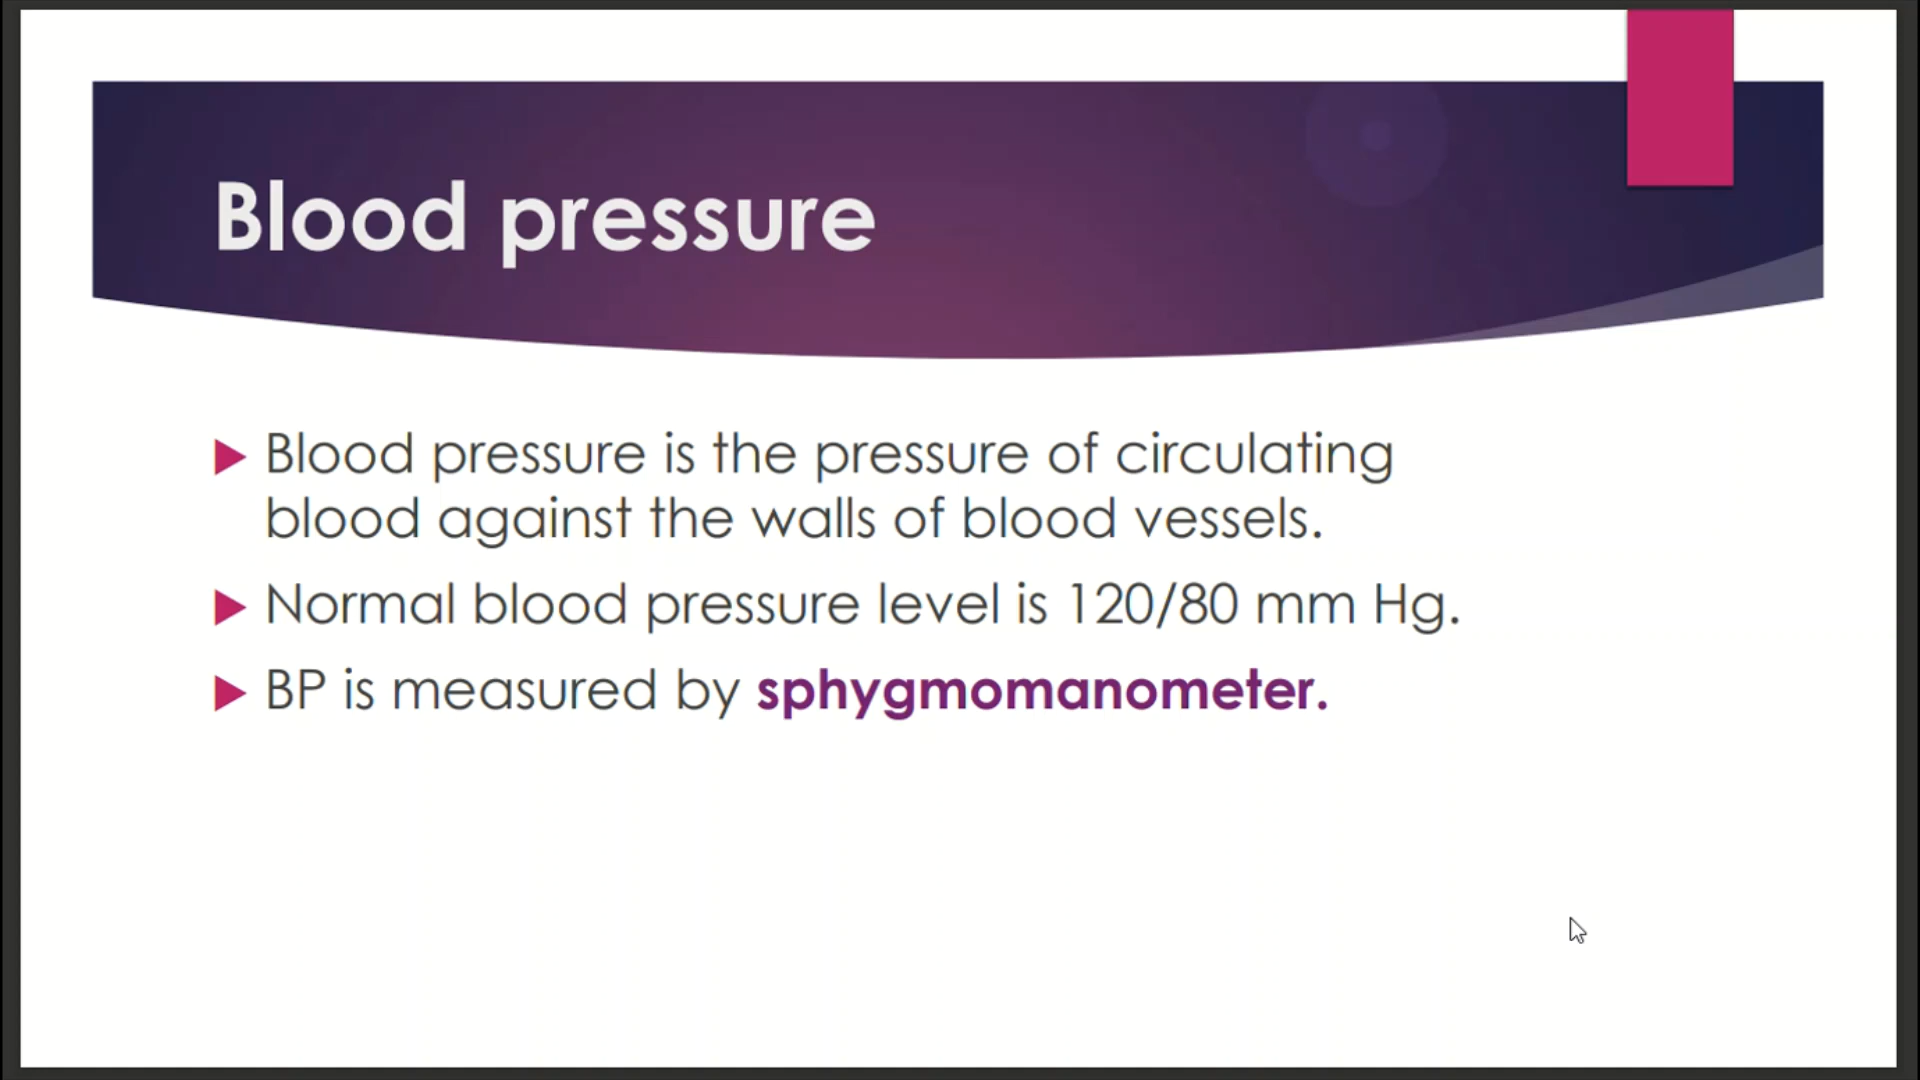 Blood pressure
Blood pressure is the pressure of circulating
blood against the walls of blood vessels.
Normal blood pressure level is 120/80 mm Hg.
BP is measured by sphygmomanometer.